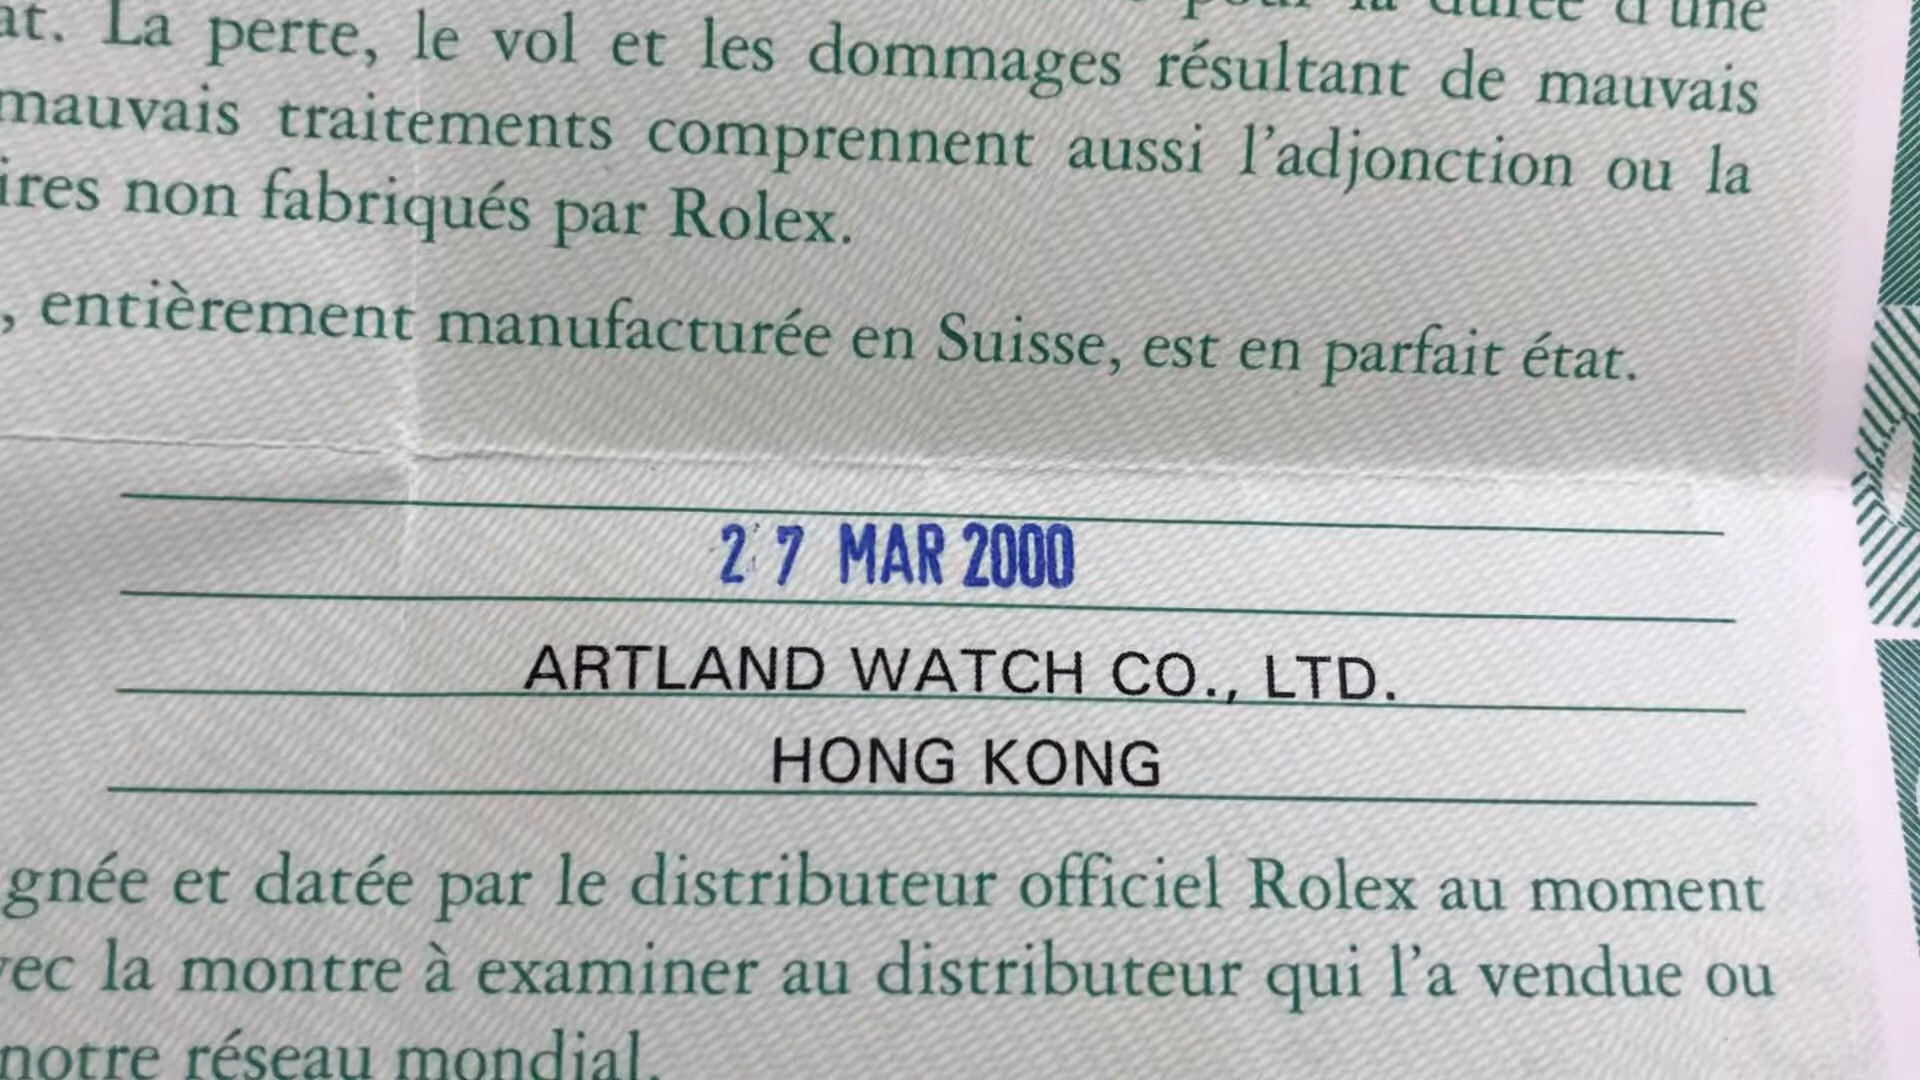 at. La perte, le vol et les dommages résultant de mauvais
mauvais traitements comprennent aussi l'adjonction ou la
ires non fabriqués par Rolex.
, entièrement manufacturée en Suisse, est en parfait état.
27 MAR 2000
ARTLAND WATCH CO., LTD.
HONG KONG
gnée et datée par le distributeur officiel Rolex au moment
vec la montre à examiner au distributeur qui l'a vendue ou
notre réseau mondial.